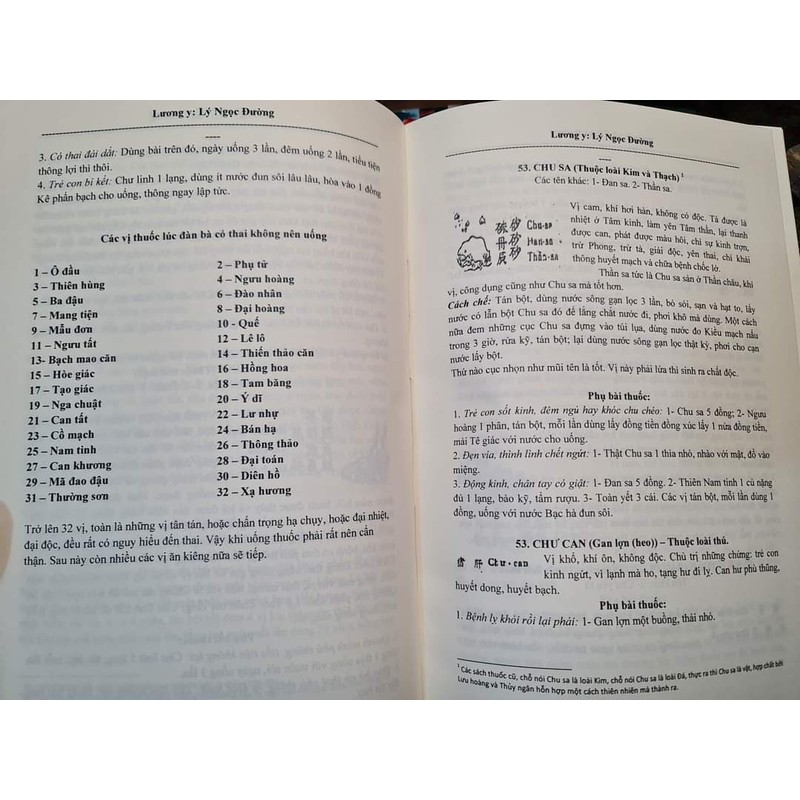 Lương y: Lý Ngọc Đường
3. Có thai đái dắt: Dùng bài trên đó, ngày uống 3 lần, đêm uống 2 lần, tiểu tiện
thông lợi thì thôi.
4. Trẻ con bí kết: Chư linh 1 lạng, dùng ít nước đun sôi lâu lâu, hòa vào 1 đồng
Kê phấn bạch cho uống, thông ngay lập tức.
Các vị thuốc lúc đàn bà có thai không nên uống
1 – Ô đầu
2 – Phụ tử
3 – Thiên hùng
4 – Ngưu hoàng
5 – Ba đậu
6 – Đào nhân
7 – Mang tiện
8 – Đại hoàng
9 – Mẫu đơn
10 - Quế
11 – Ngưu tất
12 – Lê lô
13- Bạch mao căn
14 – Thiến thảo căn
15 – Hòe giác
16 – Hồng hoa
17 – Tạo giác
18 – Tam băng
19 – Nga chuật
20 – Ý dĩ
21 – Can tất
22 – Lư nhự
23 – Cồ mạch
24 – Bán hạ
25 – Nam tinh
26 – Thông thảo
27 – Can khương
28 – Đại toán
29 – Mã đao đậu
30 – Diên hồ
31 – Thường sơn
32 – Xạ hương
Trở lên 32 vị, toàn là những vị tân tán, hoặc chấn trọng hạ chụy, hoặc đại nhiệt,
đại độc, đều rất có nguy hiểu đến thai. Vậy khi uống thuốc phải rất nên cẩn
thận. Sau này còn nhiều các vị ăn kiêng nữa sẽ tiếp.
Lương y: Lý Ngọc Đường
53. CHU SA (Thuộc loài Kim và Thạch) 1
Các tên khác: 1- Đan sa. 2- Thần sa.
硃 砂 Chu-sa
丹 砂 Han-sa
辰 砂 Thần-sa
Vị cam, khí hơi hàn, không có độc. Tả được là
nhiệt ở Tâm kinh, làm yên Tâm thần, lại thanh
được can, phát được màu hôi, chỉ sự kinh trợn,
trừ Phong, trừ tà, giải độc, yên thai, chỉ khái
thông huyết mạch và chữa bệnh chốc lở.
Thần sa tức là Chu sa sản ở Thần châu, khí
vị, công dụng cũng như Chu sa mà tốt hơn.
Cách chế: Tán bột, dùng nước sông gạn lọc 3 lần, bỏ sỏi, sạn và hạt to, lấy
nước có lẫn bột Chu sa đó để lắng chắt nước đi, phơi khô mà dùng. Một cách
nữa đem những cục Chu sa đựng vào túi lụa, dùng nước đo Kiều mạch nấu
trong 3 giờ, rửa kỹ, tán bột; lại dùng nước sông gạn lọc thật kỹ, phơi cho cạn
nước lấy bột.
Thứ nào cục nhọn như mũi tên là tốt. Vị này phải lửa thì sinh ra chất độc.
Phụ bài thuốc:
1. Trẻ con sốt kinh, đêm ngủ hay khóc chu chéo: 1- Chu sa 5 đồng; 2- Ngưu
hoàng 1 phân, tán bột, mỗi lần dùng lấy đồng tiền đồng xúc lấy 1 nửa đồng tiền,
mài Tê giác với nước cho uống.
2. Đẹn vía, thình lình chết ngứt: 1- Thật Chu sa 1 thìa nhỏ, nhào với mật, đổ vào
miệng.
3. Động kinh, chân tay có giật: 1- Đan sa 5 đồng. 2- Thiên Nam tinh 1 củ nặng
đủ 1 lạng, bào kỹ, tẩm rượu. 3- Toàn yết 3 cái. Các vị tán bột, mỗi lần dùng 1
đồng, uống với nước Bạc hà đun sôi.
53. CHƯ CAN (Gan lợn (heo)) – Thuộc loài thú.
肝 Chư-can
Vị khổ, khí ôn, không độc. Chủ trị những chứng: trẻ con
kinh ngứt, vì lạnh mà ho, tạng hư đi lỵ. Can hư phù thũng,
huyết dong, huyết bạch.
Phụ bài thuốc:
1. Bệnh lỵ khỏi rồi lại phải: 1- Gan lợn một buồng, thái nhỏ.
1 Các sách thuốc cũ, chỗ nói Chu sa là loài Kim, chỗ nói Chu sa là loài Đá, thực ra thì Chu sa là vật, hợp chất bởi
Lưu hoàng và Thủy ngân hỗn hợp một cách thiên nhiên mà thành ra.